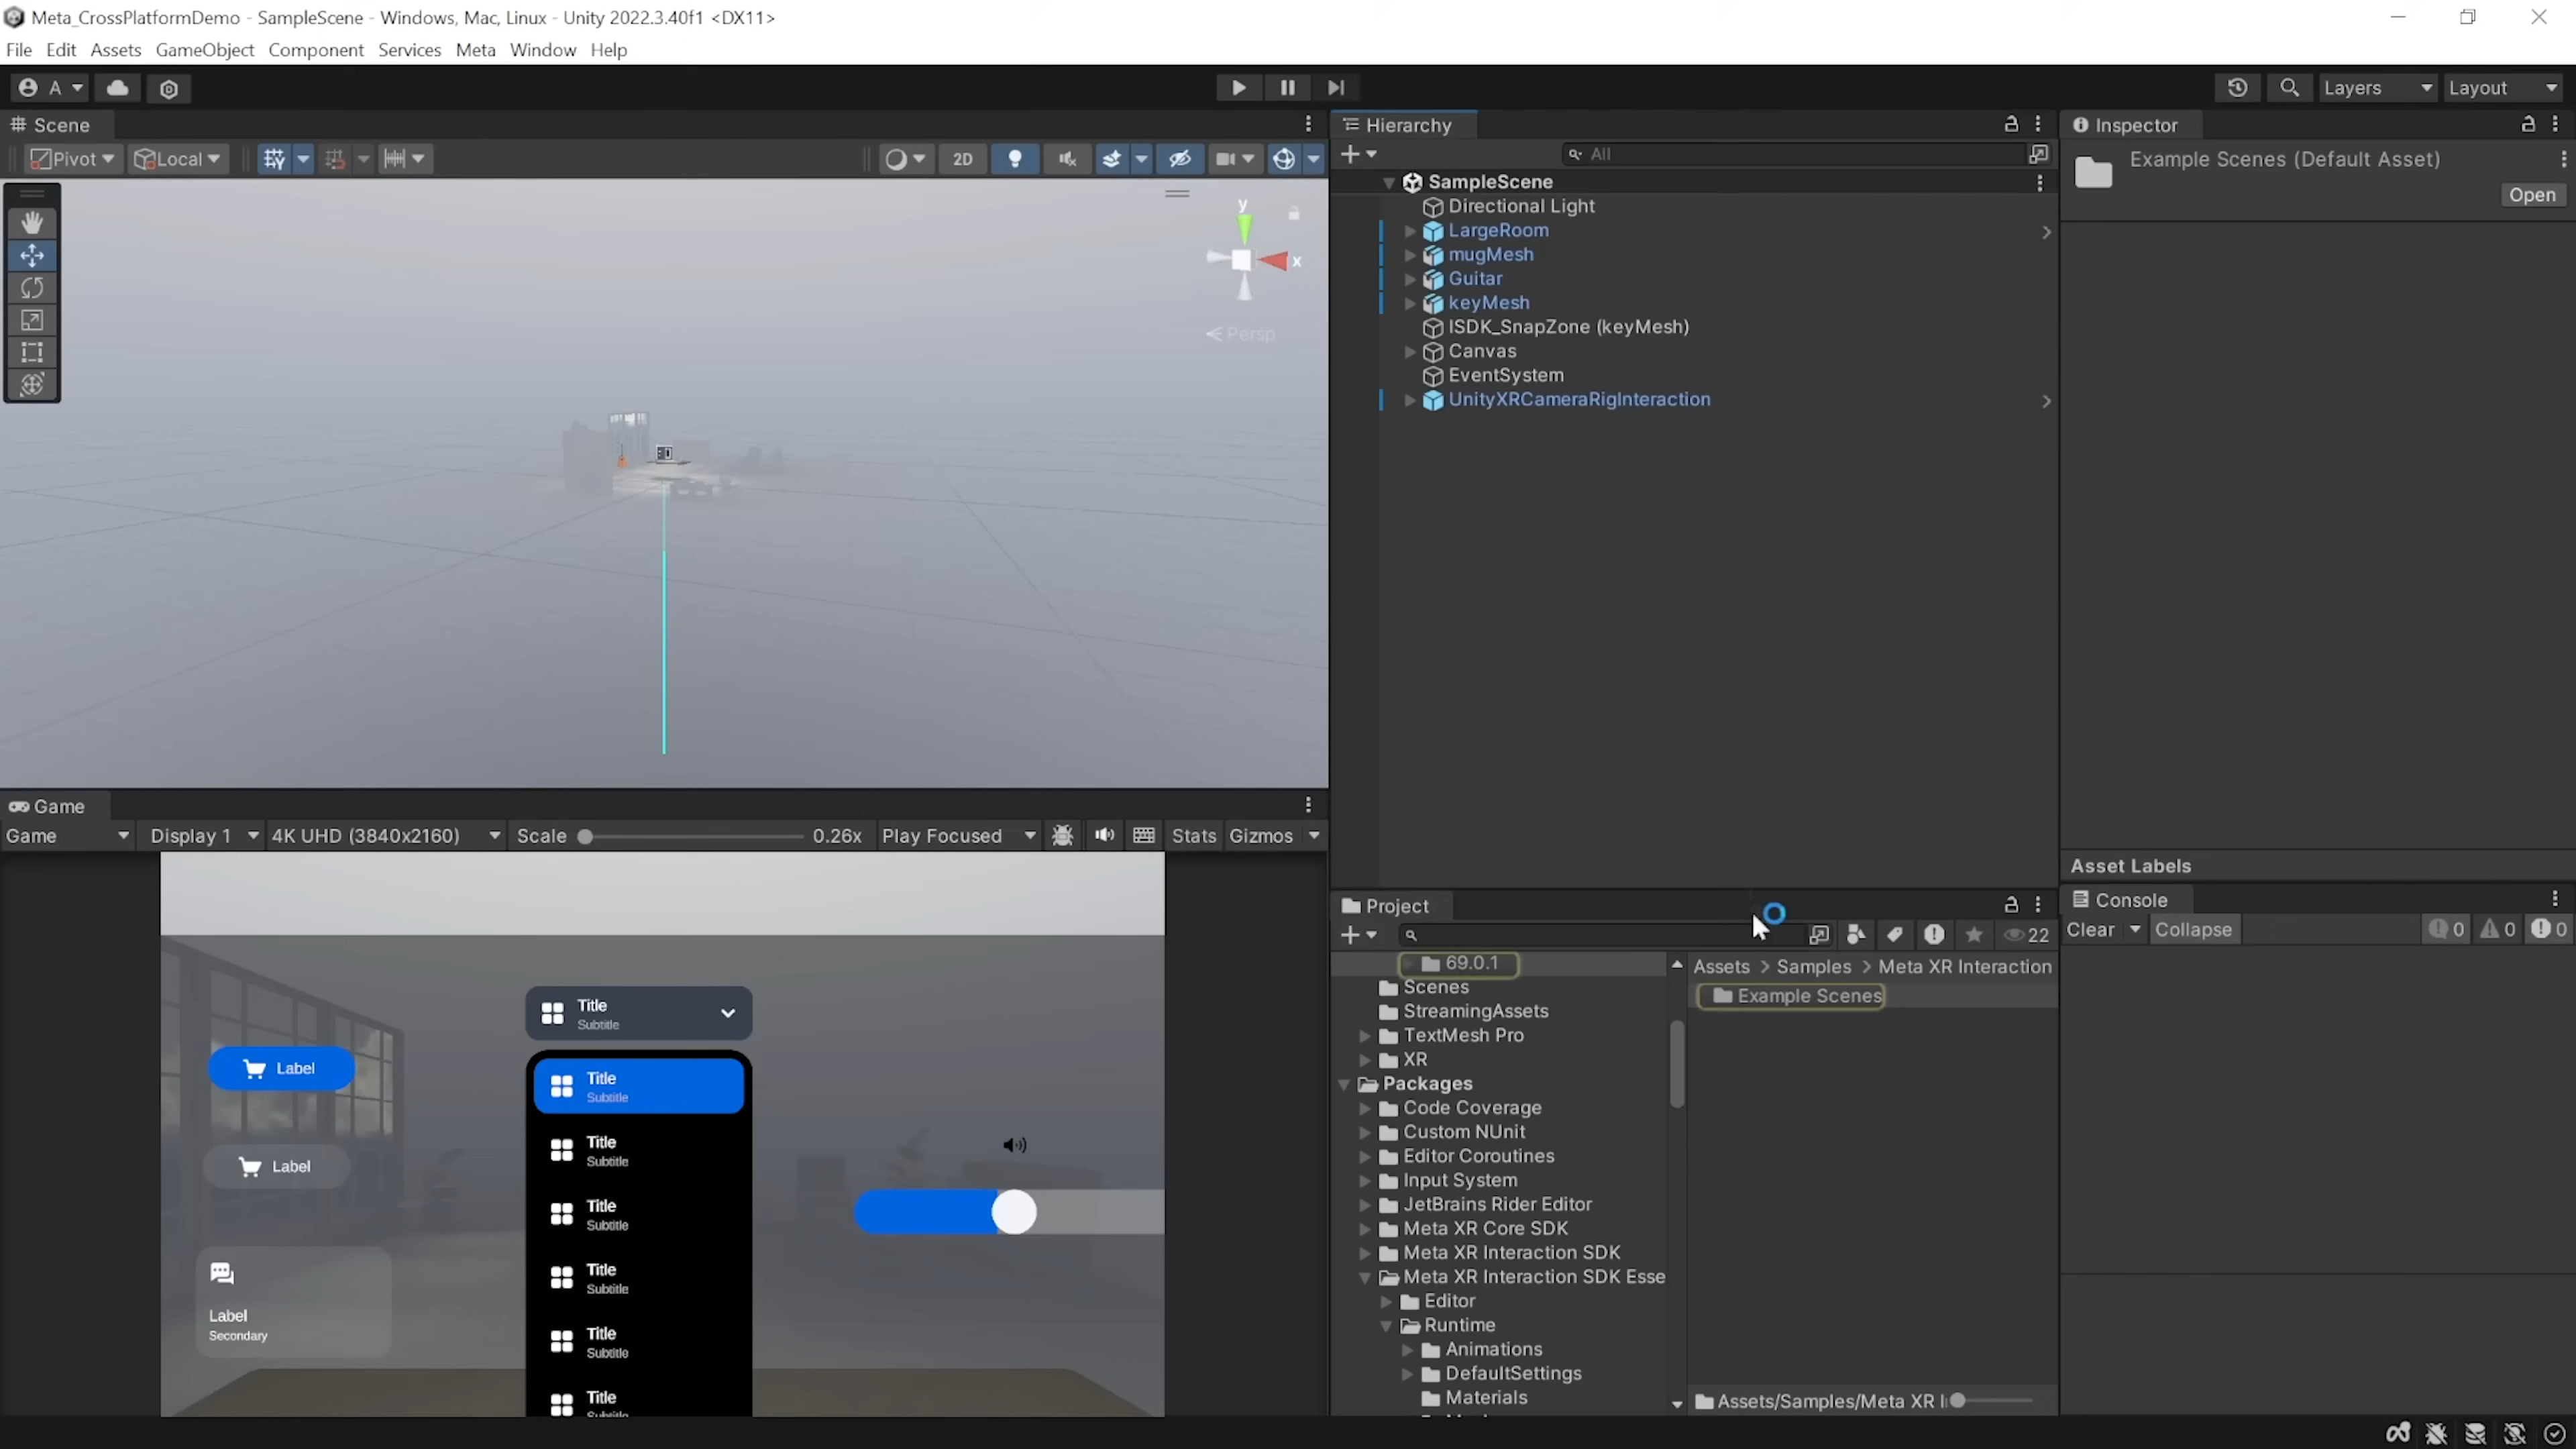 Meta_CrossPlatformDemo - SampleScene - Windows, Mac, Linux - Unity 2022.3.40f1 <DX11>
File Edit Assets GameObject Component Services Meta Window Help
A Layers Layout
Scene
Pivot Local 2D
y
x
Persp
Hierarchy
All
SampleScene
Directional Light
LargeRoom
mugMesh
Guitar
keyMesh
ISDK_SnapZone (keyMesh)
Canvas
EventSystem
UnityXRCameraRigInteraction
Inspector
Example Scenes (Default Asset)
Open
Asset Labels
Game
Game Display 1 4K UHD (3840x2160) Scale 0.26x Play Focused Stats Gizmos
Label
Label
Label
Secondary
Title
Subtitle
Title
Subtitle
Title
Subtitle
Title
Subtitle
Title
Subtitle
Title
Subtitle
Title
Project
22
69.0.1
Scenes
StreamingAssets
TextMesh Pro
XR
Packages
Code Coverage
Custom NUnit
Editor Coroutines
Input System
JetBrains Rider Editor
Meta XR Core SDK
Meta XR Interaction SDK
Meta XR Interaction SDK Esse
Editor
Runtime
Animations
DefaultSettings
Materials
Assets > Samples > Meta XR Interaction
Example Scenes
Assets/Samples/Meta XR I
Console
Clear Collapse 0 0 0